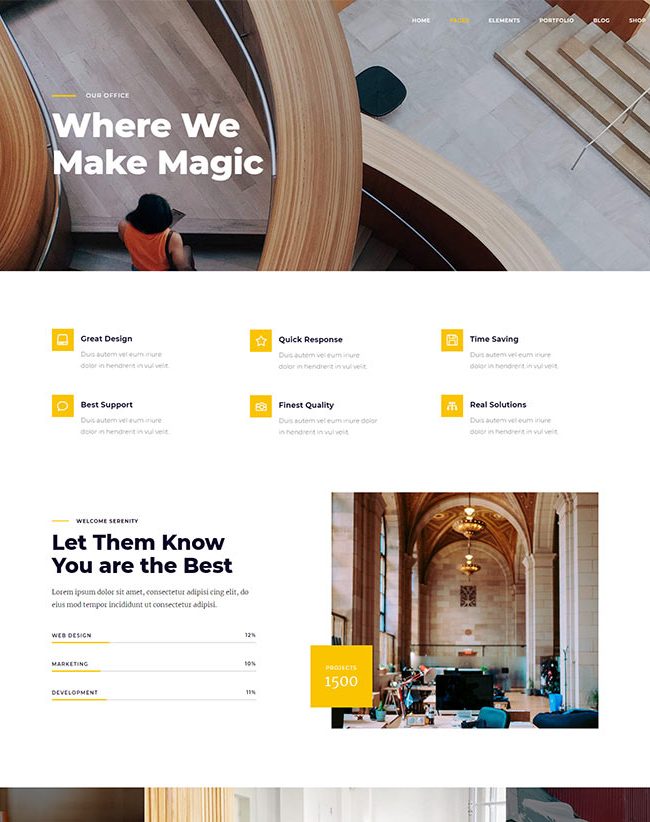 HOME PAGES ELEMENTS PORTFOLIO BLOG SHOP
OUR OFFICE
Where We
Make Magic
Great Design
Duis autem vel eum iriure
dolor in hendrerit in vul velit.
Quick Response
Duis autem vel eum iriure
dolor in hendrerit in vul velit.
Time Saving
Duis autem vel eum iriure
dolor in hendrerit in vul velit.
Best Support
Duis autem vel eum iriure
dolor in hendrerit in vul velit.
Finest Quality
Duis autem vel eum iriure dolor
in hendrerit in vul velit.
Real Solutions
Duis autem vel eum iriure
dolor in hendrerit in vul velit.
WELCOME SERENITY
Let Them Know
You are the Best
Lorem ipsum dolor sit amet, consectetur adipisi cing elit, do
eius mod tempor incididunt ut consectetur adipisi.
WEB DESIGN 12%
MARKETING 10%
DEVELOPMENT 11%
PROJECTS
1500